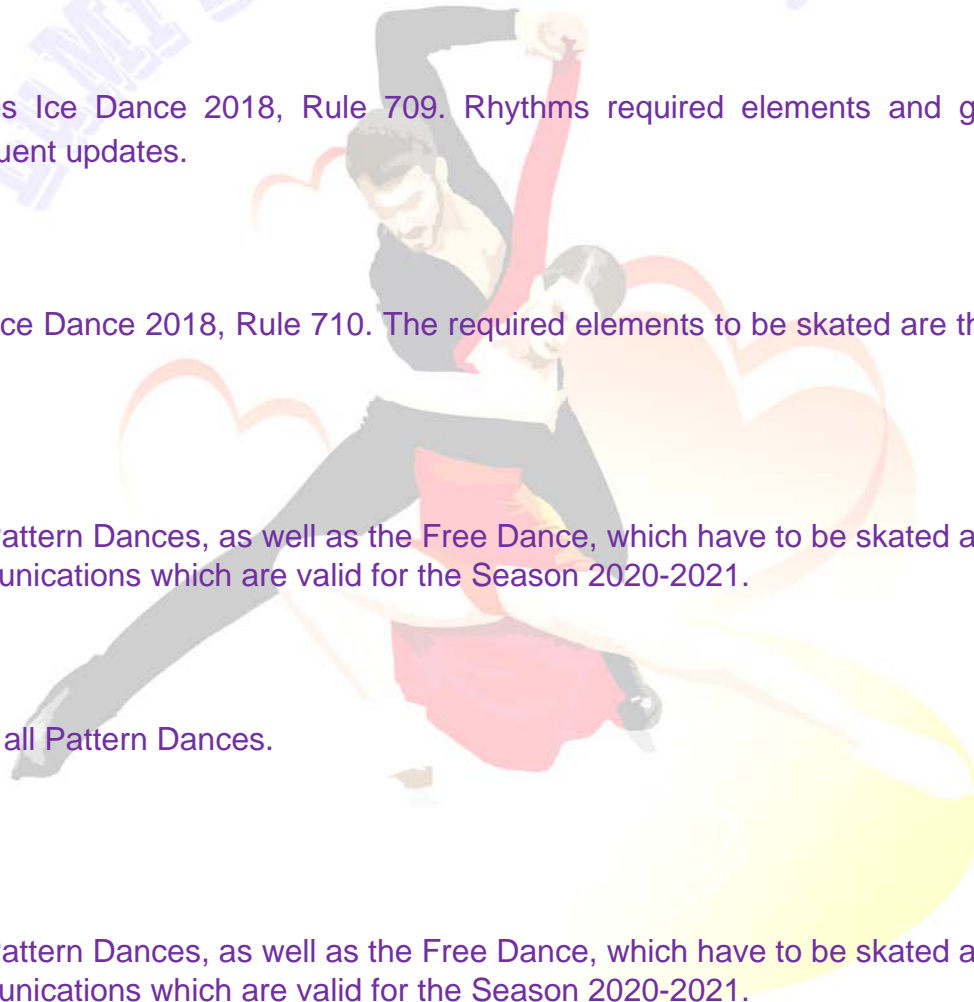 es Ice Dance 2018, Rule 709. Rhythms required elements and g
uent updates.
ce Dance 2018, Rule 710. The required elements to be skated are th
Pattern Dances, as well as the Free Dance, which have to be skated a
unications which are valid for the Season 2020-2021.
all Pattern Dances.
Pattern Dances, as well as the Free Dance, which have to be skated a
unications which are valid for the Season 2020-2021.